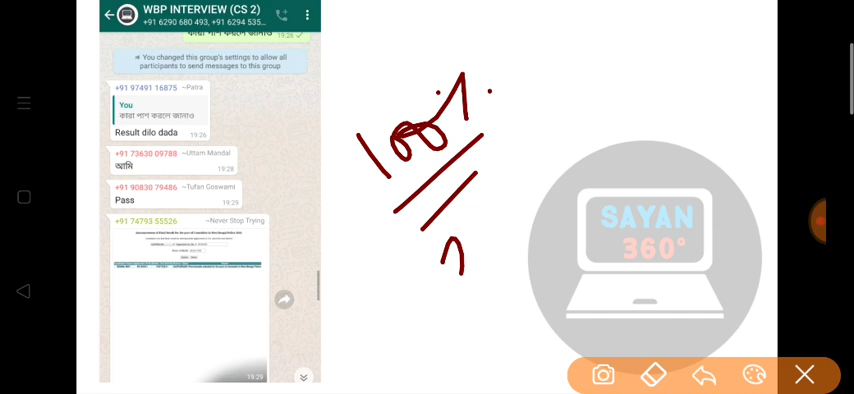 WBP INTERVIEW (CS 2)
+91 6290 680 493, +91 6294 535...
19:26
You changed this group's settings to allow all
participants to send messages to this group
+91 97491 16875 ~Patra
You
কারা পাশ করলে জানাও
Result dilo dada 19:26
+91 73630 09788 ~Uttam Mandal
আমি 19:28
+91 90830 79486 ~Tufan Goswami
Pass 19:29
+91 74793 55526 ~Never Stop Trying
19:29
100%
SAYAN
360°